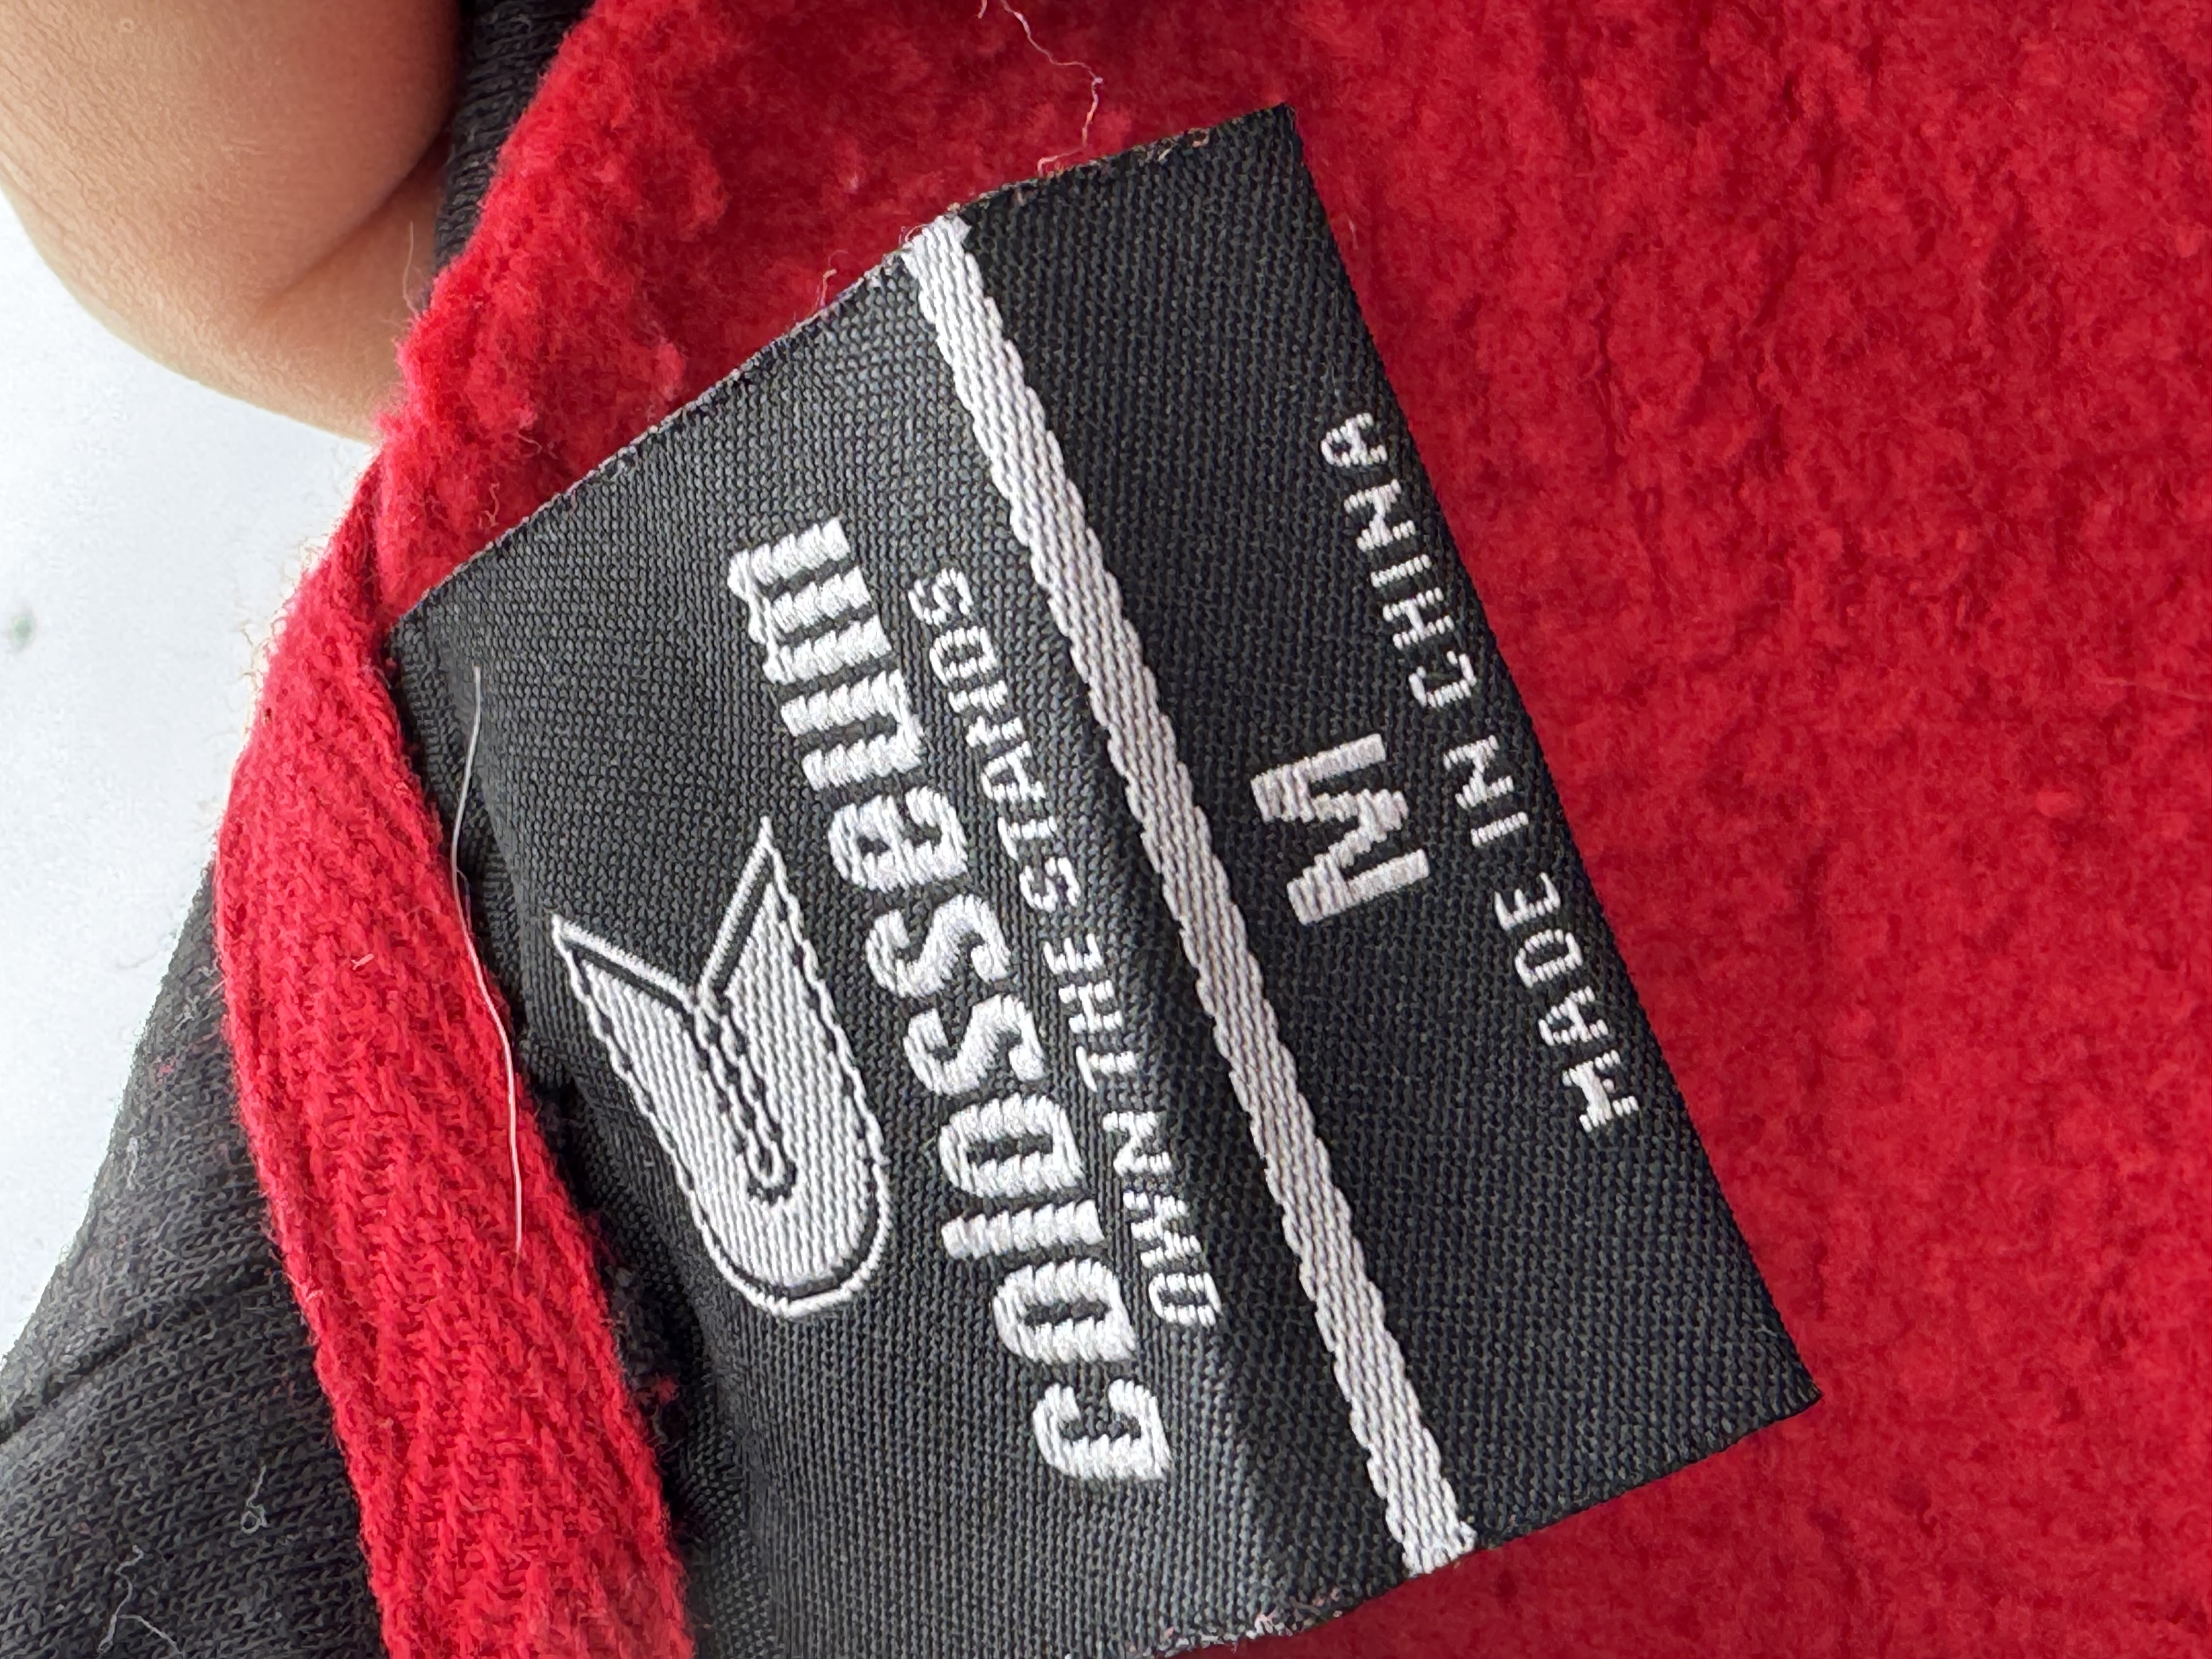 colosseum
OWN THE STANDS
M
MADE IN CHINA